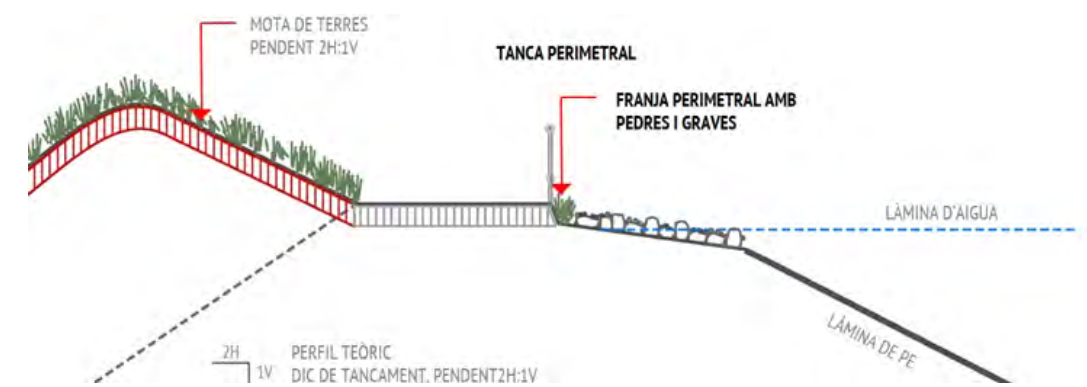 MOTA DE TERRES
PENDENT 2H:1V
TANCA PERIMETRAL
FRANJA PERIMETRAL AMB
PEDRES I GRAVES
LÀMINA D'AIGUA
LÀMINA DE PE
2H
1V
PERFIL TEÒRIC
DIC DE TANCAMENT, PENDENT2H:1V